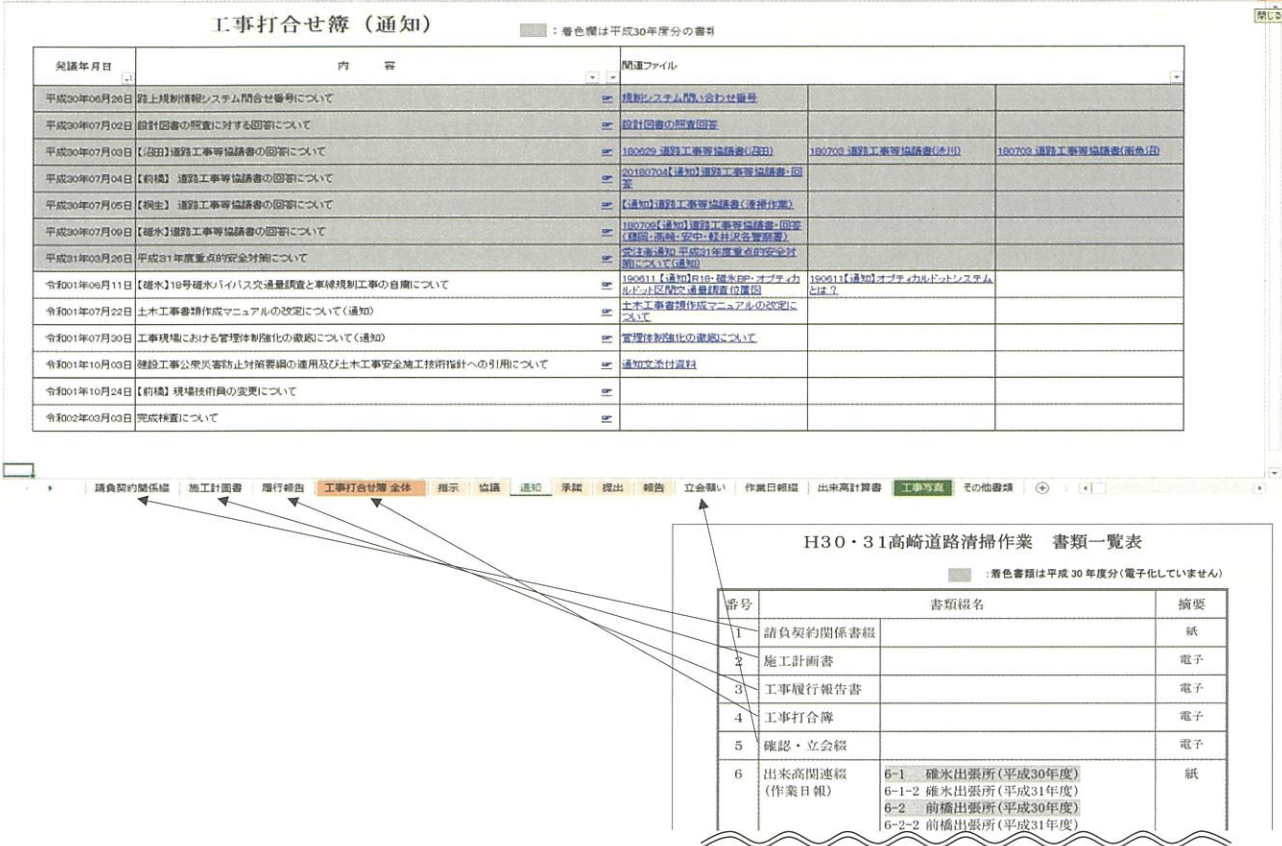 工事打合せ簿（通知）
：着色欄は平成30年度分の書
閉じる
発議年月日 内 容 関連ファイル
平成30年06月26日 路上規制情報システム問合せ番号について 規制システム問い合わせ番号
平成30年07月02日 設計図書の照査に対する回答について 設計図書の照査回答
平成30年07月03日 【沼田】道路工事等協議書の回答について 180629 道路工事等協議書(沼田) 180703 道路工事等協議書(渋川) 180703 道路工事等協議書(南魚沼)
平成30年07月04日 【前橋】 道路工事等協議書の回答について 20180704【通知】道路工事等協議書・回
答
平成30年07月05日 【桐生】 道路工事等協議書の回答について 【通知】道路工事等協議書(清掃作業)
平成30年07月09日 【碓氷】道路工事等協議書の回答について 180709【通知】道路工事等協議書・回答
(藤岡・高崎・安中・軽井沢各警察署)
平成31年03月26日 平成31年度重点的安全対策について 受注者通知 平成31年度重点的安全対
策について(通知)
令和01年06月11日 【碓氷】18号碓氷バイパス交通量調査と車線規制工事の自粛について 190611【通知】R18・碓氷BP・オプティカ
ルドット区間交通量調査位置図 190611【通知】オプティカルドットシステム
とは？
令和01年07月22日 土木工事書類作成マニュアルの改定について(通知) 土木工事書類作成マニュアルの改定に
ついて
令和01年07月30日 工事現場における管理体制強化の徹底について(通知) 管理体制強化の徹底について
令和01年10月03日 建設工事公衆災害防止対策要綱の適用及び土木工事安全施工技術指針への引用について 通知文添付資料
令和01年10月24日 【前橋】現場技術員の変更について
令和02年03月03日 完成検査について
請負契約関係綴 施工計画書 履行報告 工事打合せ簿 全体 指示 協議 通知 承諾 提出 報告 立会願い 作業日報綴 出来高計算書 工事写真 その他書類
H30・31高崎道路清掃作業 書類一覧表
:着色書類は平成 30 年度分(電子化していません)
番号 書類綴名 摘要
1 請負契約関係書綴 紙
2 施工計画書 電子
3 工事履行報告書 電子
4 工事打合簿 電子
5 確認・立会綴 電子
6 出来高関連綴 6-1 碓氷出張所(平成30年度) 紙
(作業日報) 6-1-2 碓氷出張所(平成31年度)
6-2 前橋出張所(平成30年度)
6-2-2 前橋出張所(平成31年度)